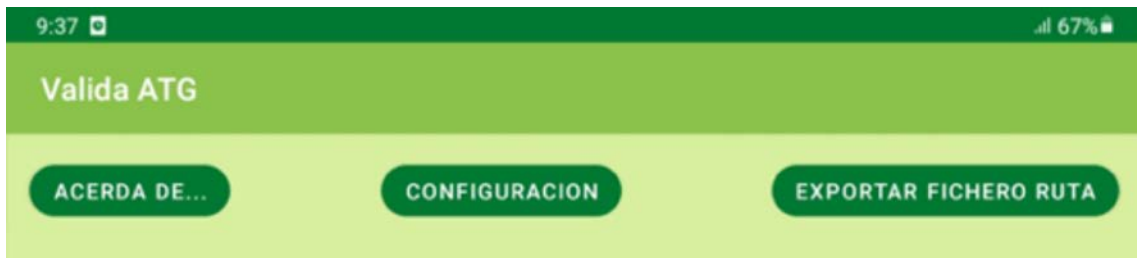 9:37 67%
Valida ATG
ACERDA DE... CONFIGURACION EXPORTAR FICHERO RUTA